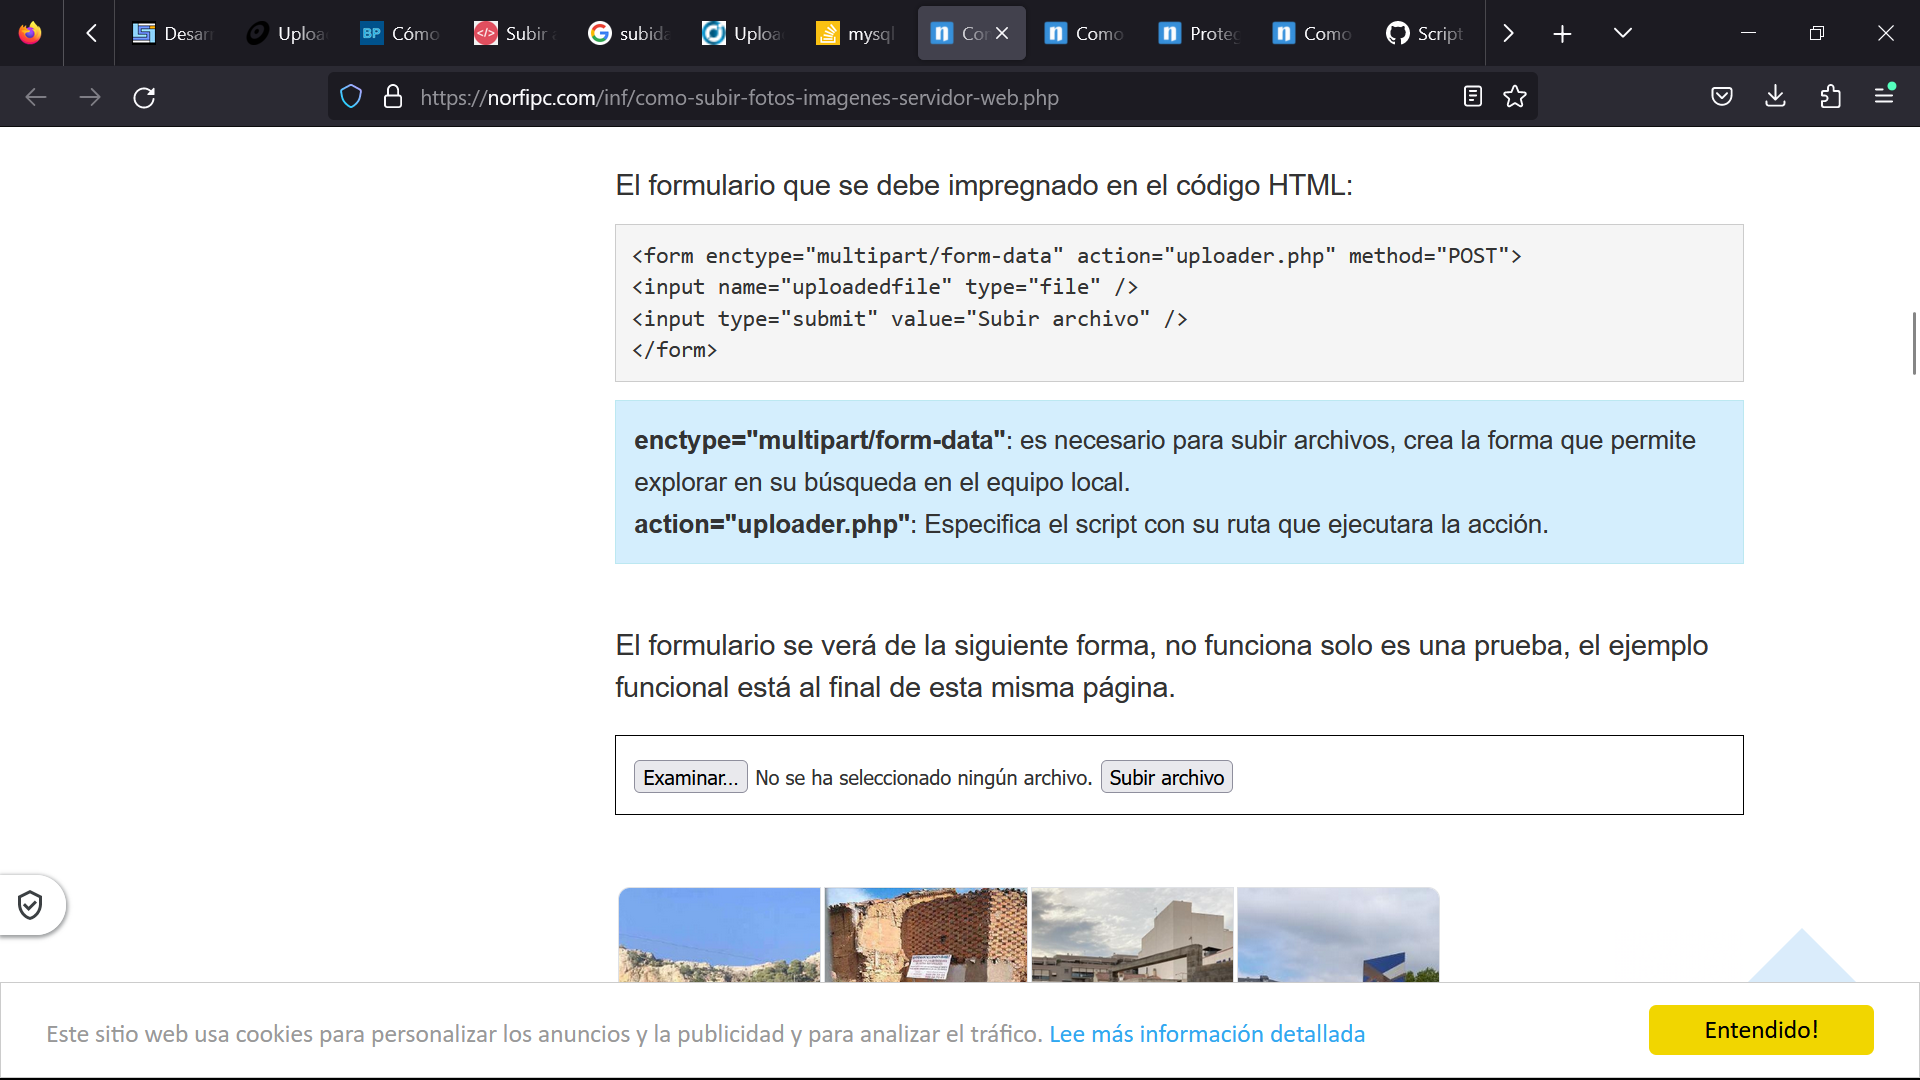 Desarr
Uploa
BP
Cómo
Subir a
subida
Uploa
mysql
Cor
Como
Proteg
Como
Script
https://norfipc.com/inf/como-subir-fotos-imagenes-servidor-web.php
El formulario que se debe impregnado en el código HTML:
<form enctype="multipart/form-data" action="uploader.php" method="POST">
<input name="uploadedfile" type="file" />
<input type="submit" value="Subir archivo" />
</form>
enctype="multipart/form-data": es necesario para subir archivos, crea la forma que permite
explorar en su búsqueda en el equipo local.
action="uploader.php": Especifica el script con su ruta que ejecutara la acción.
El formulario se verá de la siguiente forma, no funciona solo es una prueba, el ejemplo
funcional está al final de esta misma página.
Examinar... No se ha seleccionado ningún archivo. Subir archivo
Este sitio web usa cookies para personalizar los anuncios y la publicidad y para analizar el tráfico. Lee más información detallada
Entendido!